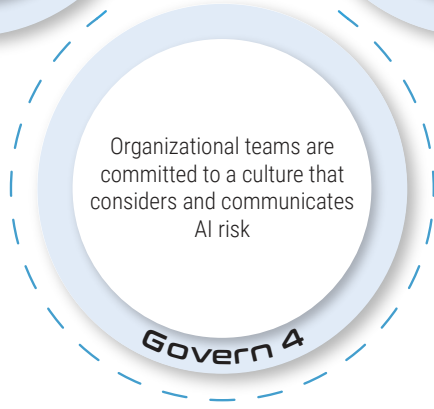 Organizational teams are
committed to a culture that
considers and communicates
AI risk
Govern 4